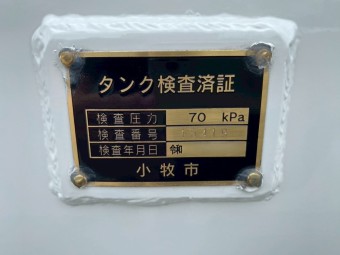 タンク検査済証
検査圧力 70 kPa
検査番号
検査年月日 令和
小牧市